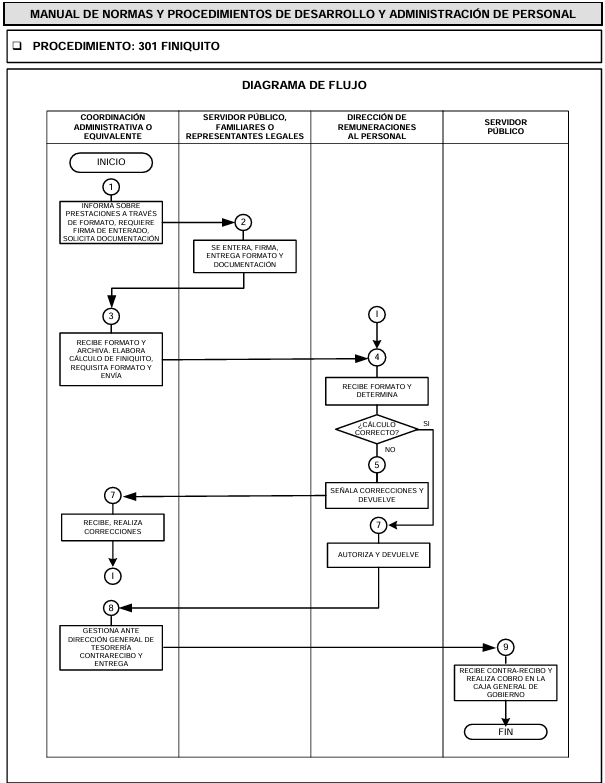 MANUAL DE NORMAS Y PROCEDIMIENTOS DE DESARROLLO Y ADMINISTRACIÓN DE PERSONAL
❑ PROCEDIMIENTO: 301 FINIQUITO
DIAGRAMA DE FLUJO
COORDINACIÓN
ADMINISTRATIVA O
EQUIVALENTE
SERVIDOR PÚBLICO,
FAMILIARES O
REPRESENTANTES LEGALES
DIRECCIÓN DE
REMUNERACIONES
AL PERSONAL
SERVIDOR
PÚBLICO
INICIO
1
INFORMA SOBRE
PRESTACIONES A TRAVÉS
DE FORMATO, REQUIERE
FIRMA DE ENTERADO,
SOLICITA DOCUMENTACIÓN
2
SE ENTERA, FIRMA,
ENTREGA FORMATO Y
DOCUMENTACIÓN
3
RECIBE FORMATO Y
ARCHIVA. ELABORA
CÁLCULO DE FINIQUITO,
REQUISITA FORMATO Y
ENVÍA
I
4
RECIBE FORMATO Y
DETERMINA
¿CÁLCULO
CORRECTO?
SI
NO
5
SEÑALA CORRECCIONES Y
DEVUELVE
7
RECIBE, REALIZA
CORRECCIONES
I
7
AUTORIZA Y DEVUELVE
8
GESTIONA ANTE
DIRECCIÓN GENERAL DE
TESORERÍA
CONTRARECIBO Y
ENTREGA
9
RECIBE CONTRA-RECIBO Y
REALIZA COBRO EN LA
CAJA GENERAL DE
GOBIERNO
FIN